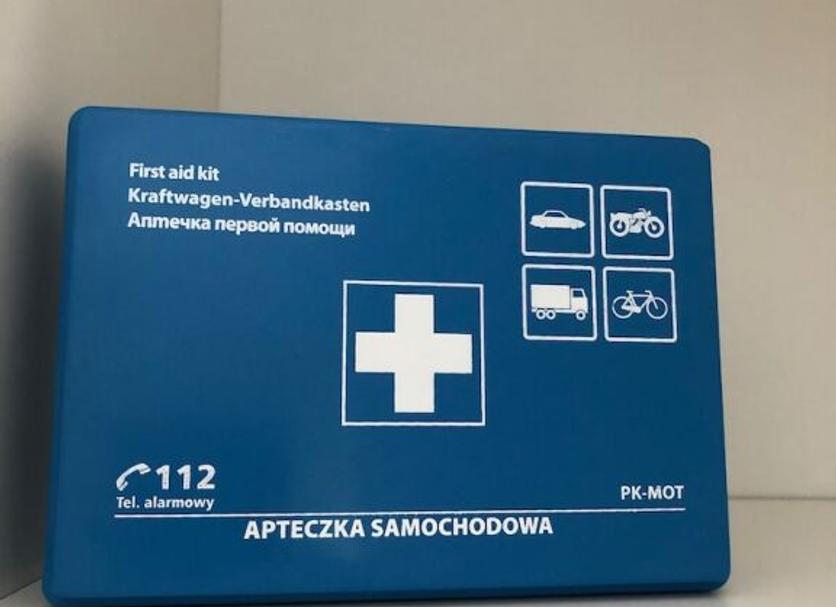 First aid kit
Kraftwagen-Verbandkasten
Аптечка первой помощи
112
Tel. alarmowy
PK-MOT
APTECZKA SAMOCHODOWA